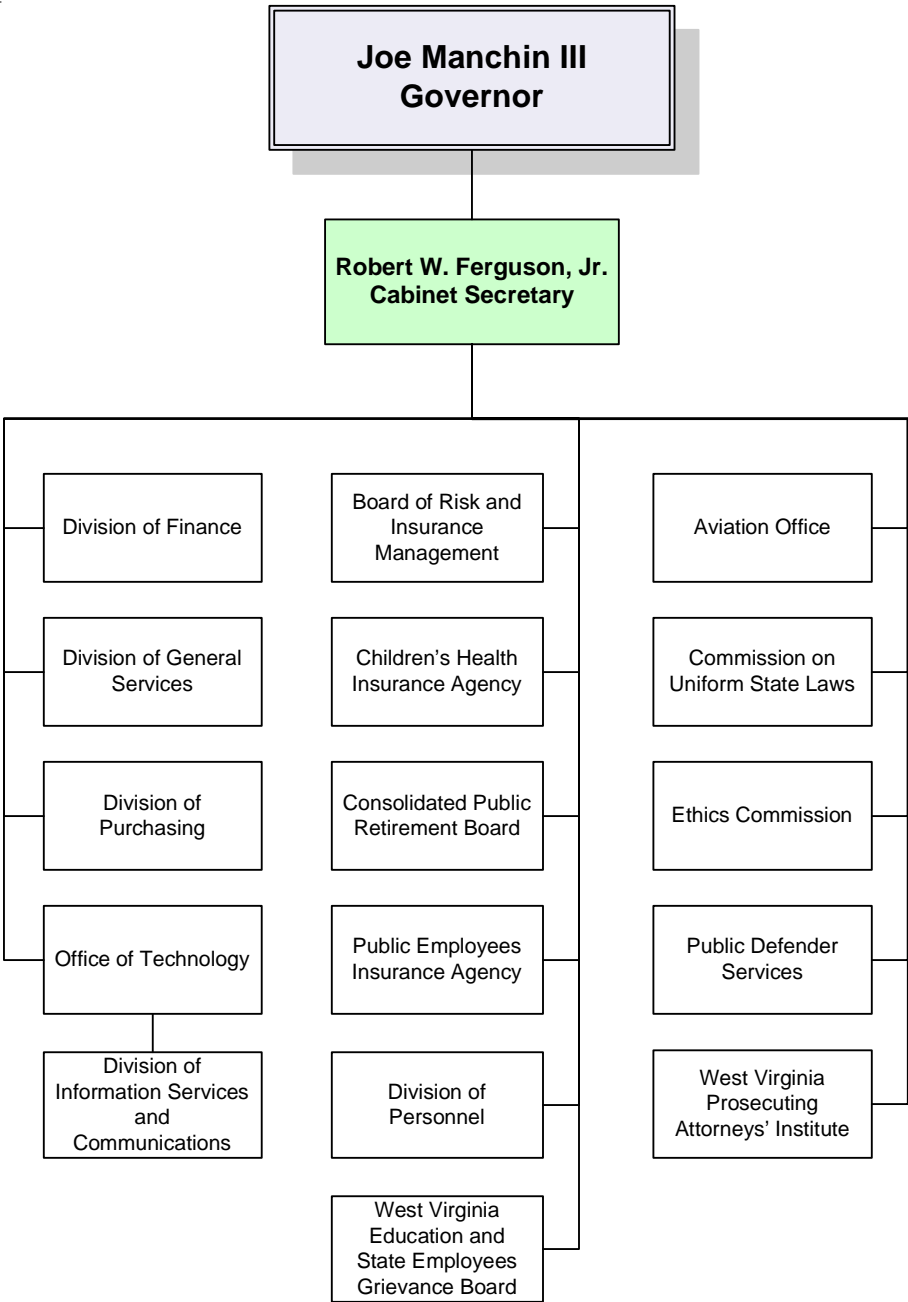 Joe Manchin III
Governor
Robert W. Ferguson, Jr.
Cabinet Secretary
Division of Finance
Division of General
Services
Division of
Purchasing
Office of Technology
Division of
Information Services
and
Communications
Board of Risk and
Insurance
Management
Children's Health
Insurance Agency
Consolidated Public
Retirement Board
Public Employees
Insurance Agency
Division of
Personnel
West Virginia
Education and
State Employees
Grievance Board
Aviation Office
Commission on
Uniform State Laws
Ethics Commission
Public Defender
Services
West Virginia
Prosecuting
Attorneys' Institute